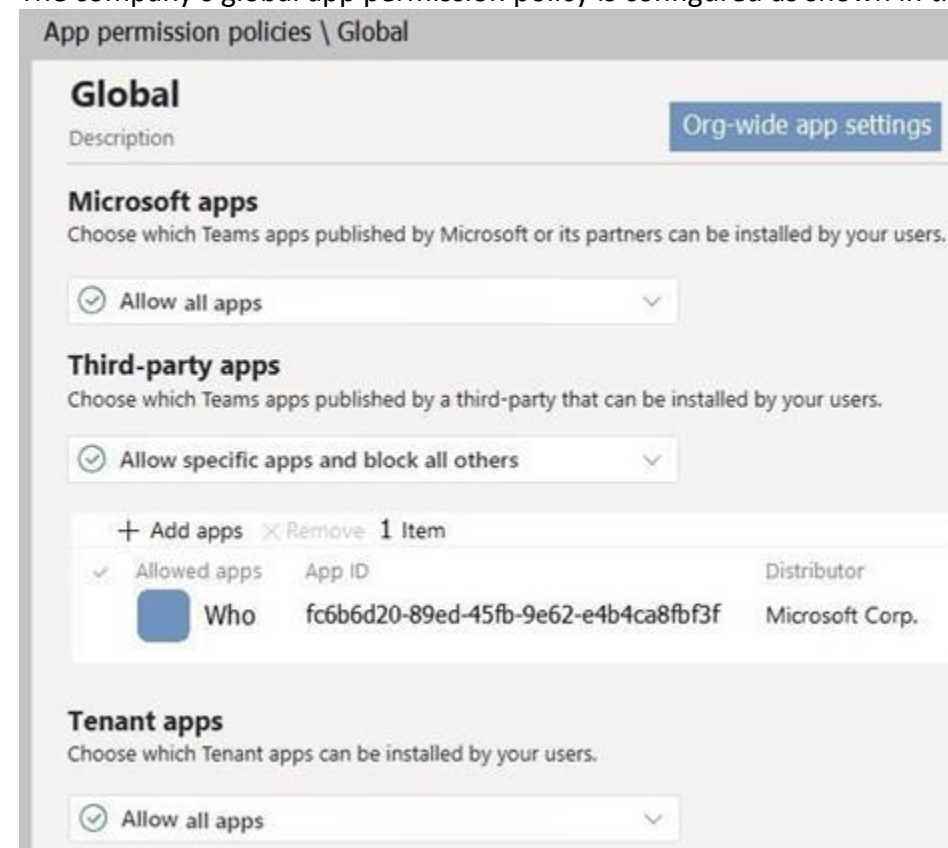 App permission policies \ Global
Global
Description
Org-wide app settings
Microsoft apps
Choose which Teams apps published by Microsoft or its partners can be installed by your users.
Allow all apps
Third-party apps
Choose which Teams apps published by a third-party that can be installed by your users.
Allow specific apps and block all others
+ Add apps × Remove 1 Item
Allowed apps App ID Distributor
Who fc6b6d20-89ed-45fb-9e62-e4b4ca8fbf3f Microsoft Corp.
Tenant apps
Choose which Tenant apps can be installed by your users.
Allow all apps